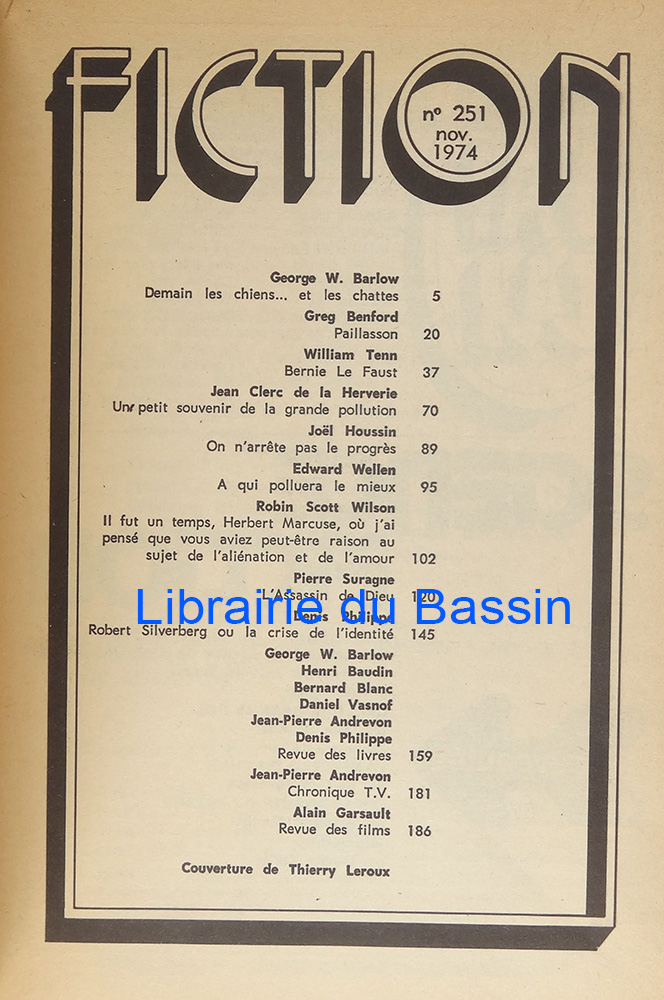 FICTION
n° 251
nov.
1974
George W. Barlow
Demain les chiens... et les chattes 5
Greg Benford
Paillasson 20
William Tenn
Bernie Le Faust 37
Jean Clerc de la Herverie
Un petit souvenir de la grande pollution 70
Joël Houssin
On n'arrête pas le progrès 89
Edward Wellen
A qui polluera le mieux 95
Robin Scott Wilson
Il fut un temps, Herbert Marcuse, où j'ai
pensé que vous aviez peut-être raison au
sujet de l'aliénation et de l'amour 102
Pierre Suragne
L'Assassin de Dieu 120
Librairie du Bassin
Denis Philippe
Robert Silverberg ou la crise de l'identité 145
George W. Barlow
Henri Baudin
Bernard Blanc
Daniel Vasnof
Jean-Pierre Andrevon
Denis Philippe
Revue des livres 159
Jean-Pierre Andrevon
Chronique T.V. 181
Alain Garsault
Revue des films 186
Couverture de Thierry Leroux